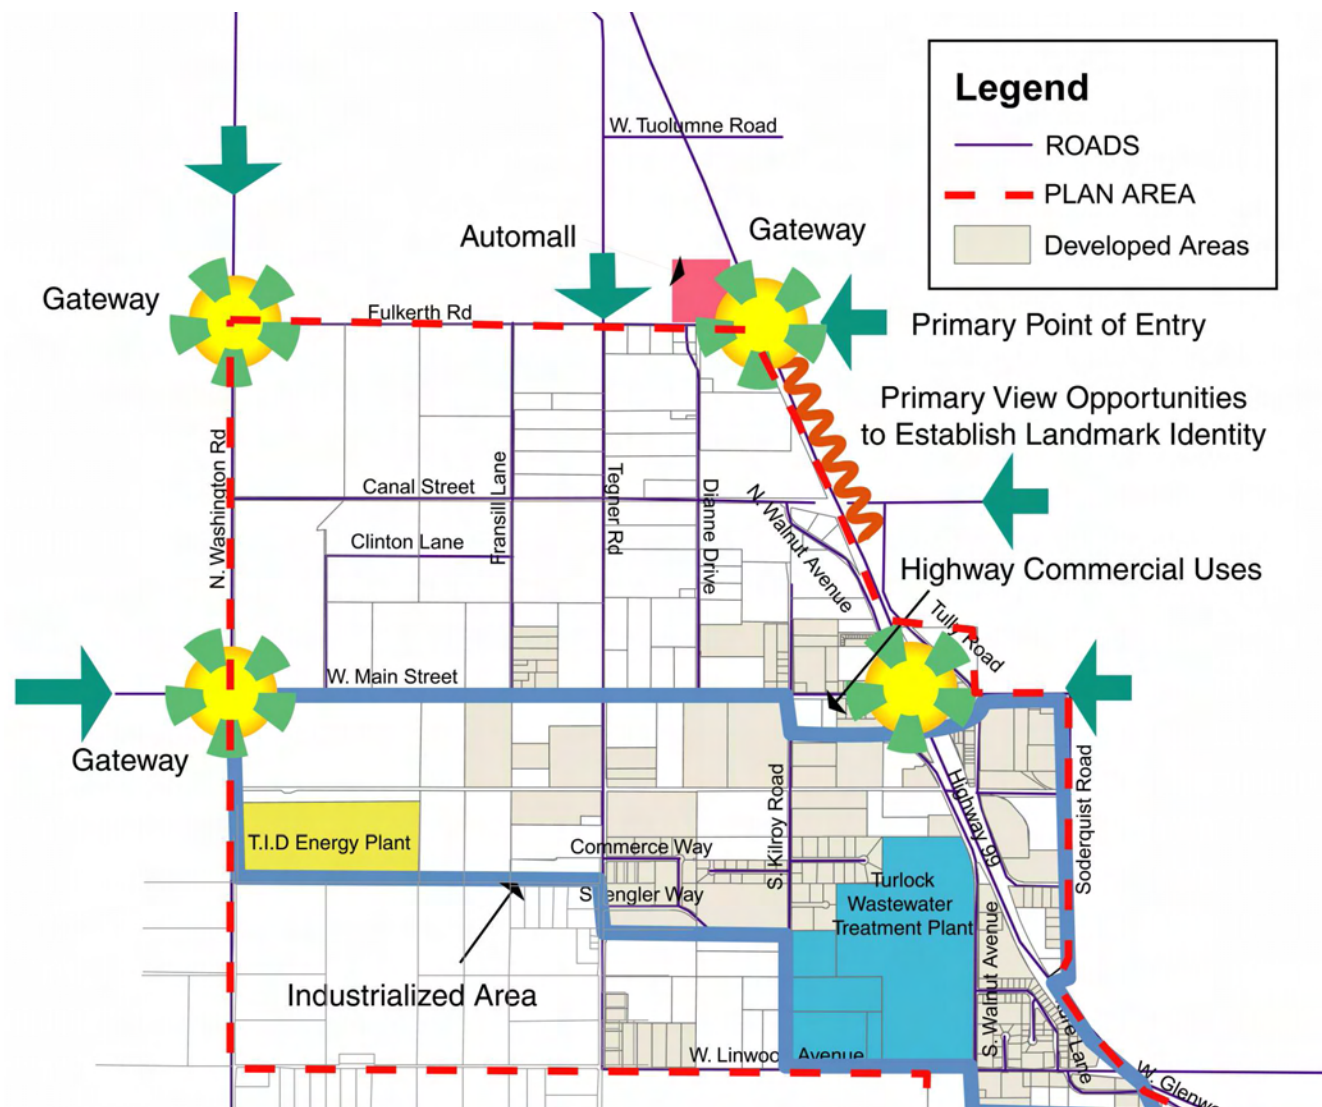 Legend
ROADS
PLAN AREA
Developed Areas
W. Tuolumne Road
Automall
Gateway
Gateway
Fulkerth Rd
Primary Point of Entry
Primary View Opportunities
to Establish Landmark Identity
N. Washington Rd
Canal Street
Fransill Lane
Tegner Rd
Dianne Drive
N. Walnut Avenue
Clinton Lane
Highway Commercial Uses
Tully Road
W. Main Street
Gateway
T.I.D Energy Plant
Commerce Way
S. Kilroy Road
Highway 99
Soderquist Road
Turlock
Wastewater
Treatment Plant
S. Walnut Avenue
Industrialized Area
Avenue
Lane